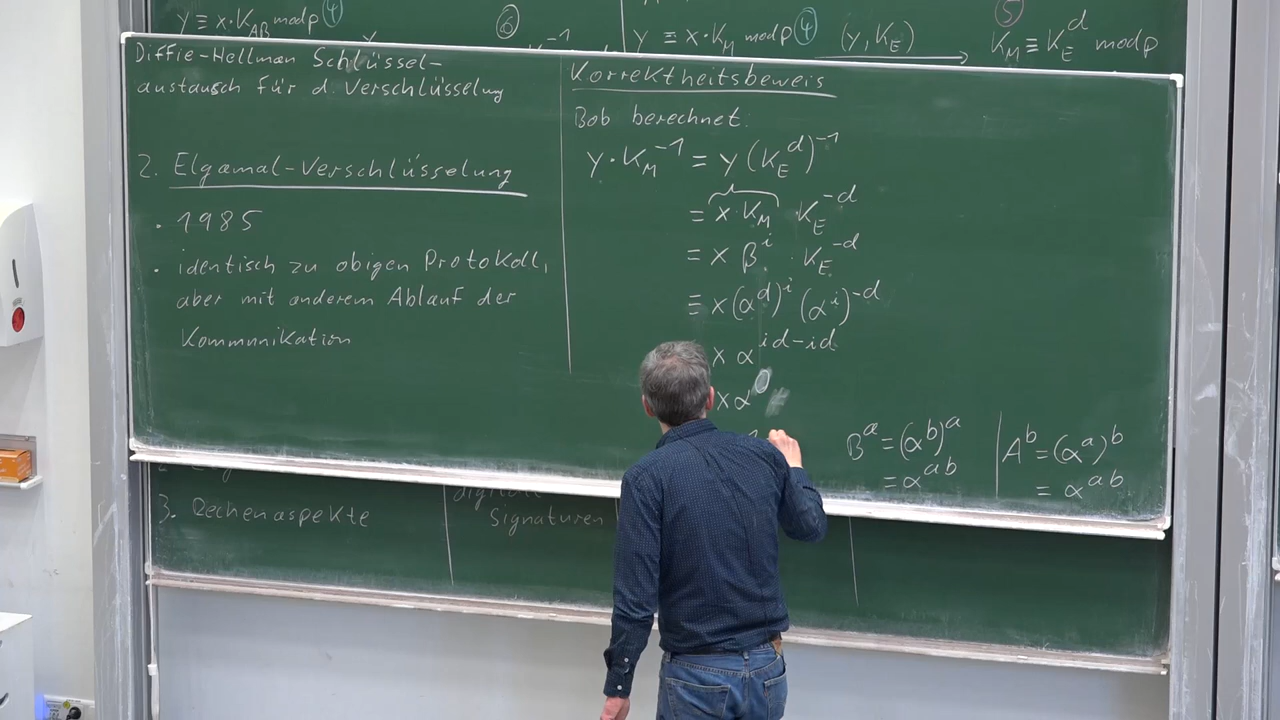 y ≡ x·K_AB mod p ④
⑥
y ≡ x·K_M mod p ④ (y, K_E)
⑤
K_M ≡ K_E^d mod p
Diffie-Hellman Schlüssel-
austausch für d. Verschlüsselung
2. Elgamal-Verschlüsselung
· 1985
· identisch zu obigen Protokoll,
aber mit anderem Ablauf der
Kommunikation
Korrektheitsbeweis
Bob berechnet:
y·K_M^-1 = y (K_E^d)^-1
= x·K_M · K_E^-d
= x β^i · K_E^-d
≡ x (α^d)^i (α^i)^-d
x α^id-id
x α^0
B^a = (α^b)^a
= α^ab
A^b = (α^a)^b
= α^ab
3. Rechenaspekte
digitale
Signaturen